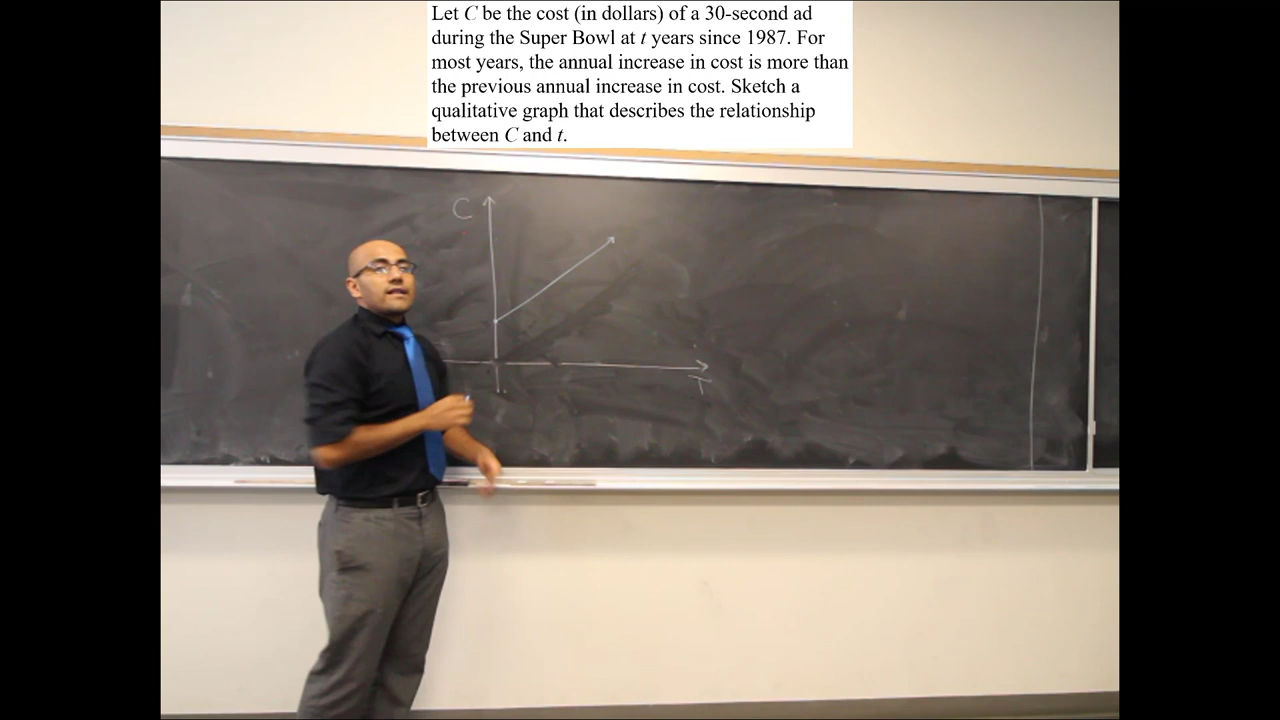 Let C be the cost (in dollars) of a 30-second ad
during the Super Bowl at t years since 1987. For
most years, the annual increase in cost is more than
the previous annual increase in cost. Sketch a
qualitative graph that describes the relationship
between C and t.
C
T